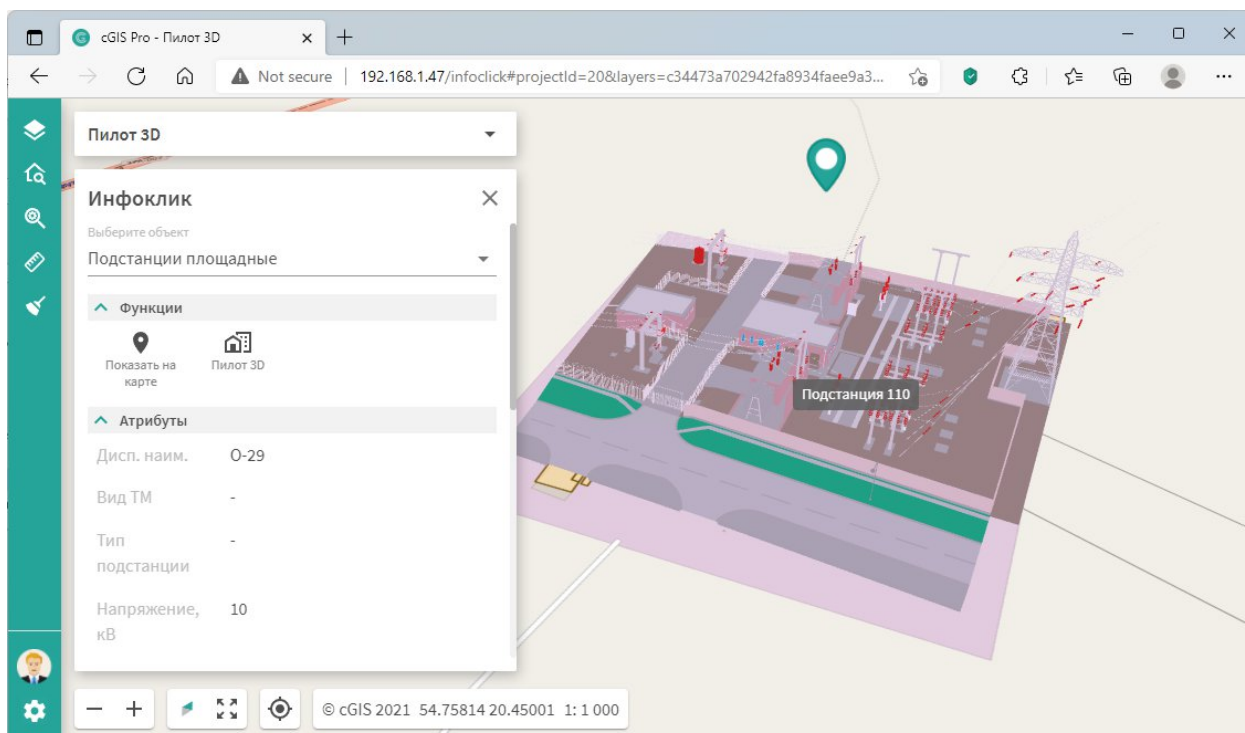 cGIS Pro - Пилот 3D
Not secure
192.168.1.47/infoclick#projectId=20&layers=c34473a702942fa8934faee9a3...
Пилот 3D
Инфоклик
Выберите объект
Подстанции площадные
Функции
Показать на
карте
Пилот 3D
Атрибуты
Дисп. наим. О-29
Вид ТМ -
Тип
подстанции
-
Напряжение,
кВ
10
Подстанция 110
© cGIS 2021 54.75814 20.45001 1: 1 000